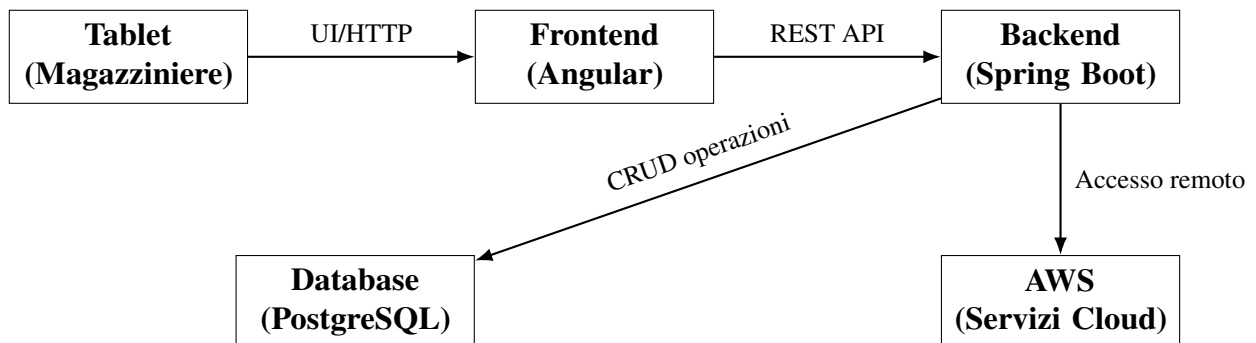 Tablet
(Magazziniere)
UI/HTTP
Frontend
(Angular)
REST API
Backend
(Spring Boot)
CRUD operazioni
Accesso remoto
Database
(PostgreSQL)
AWS
(Servizi Cloud)